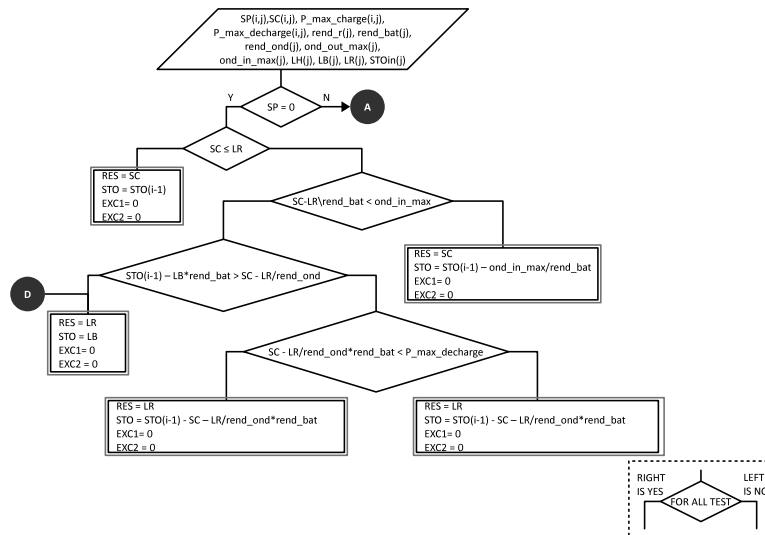 SP(i,j),SC(i,j), P_max_charge(i,j),
P_max_decharge(i,j), rend_r(j), rend_bat(j),
rend_ond(j), ond_out_max(j),
ond_in_max(j), LH(j), LB(j), LR(j), STOin(j)
Y
SP = 0
N
A
SC ≤ LR
RES = SC
STO = STO(i-1)
EXC1= 0
EXC2 = 0
SC-LR\rend_bat < ond_in_max
RES = SC
STO = STO(i-1) – ond_in_max/rend_bat
EXC1= 0
EXC2 = 0
STO(i-1) – LB*rend_bat > SC - LR/rend_ond
D
RES = LR
STO = LB
EXC1= 0
EXC2 = 0
SC - LR/rend_ond*rend_bat < P_max_decharge
RES = LR
STO = STO(i-1) - SC – LR/rend_ond*rend_bat
EXC1= 0
EXC2 = 0
RES = LR
STO = STO(i-1) - SC – LR/rend_ond*rend_bat
EXC1= 0
EXC2 = 0
RIGHT
IS YES
FOR ALL TEST
LEFT
IS NO